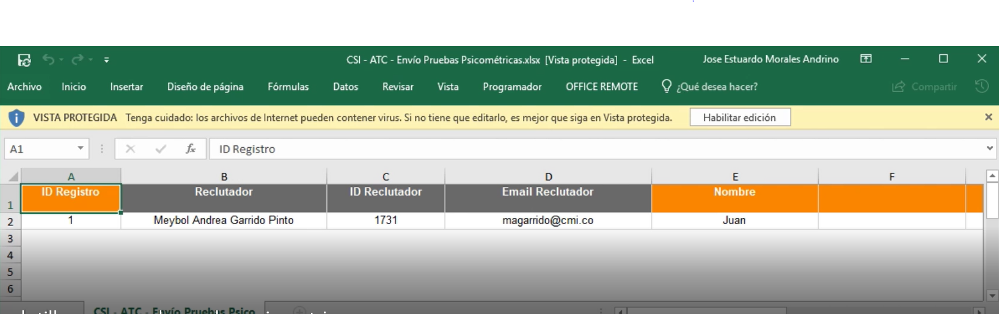 CSI - ATC - Envío Pruebas Psicométricas.xlsx [Vista protegida] - Excel
Jose Estuardo Morales Andrino
Archivo Inicio Insertar Diseño de página Fórmulas Datos Revisar Vista Programador OFFICE REMOTE ¿Qué desea hacer? Compartir
VISTA PROTEGIDA Tenga cuidado: los archivos de Internet pueden contener virus. Si no tiene que editarlo, es mejor que siga en Vista protegida. Habilitar edición
A1 fx ID Registro
A B C D E F
1 ID Registro Reclutador ID Reclutador Email Reclutador Nombre
2 1 Meybol Andrea Garrido Pinto 1731 magarrido@cmi.co Juan
3
4
5
6
CSI - ATC - Envío Pruebas Psico